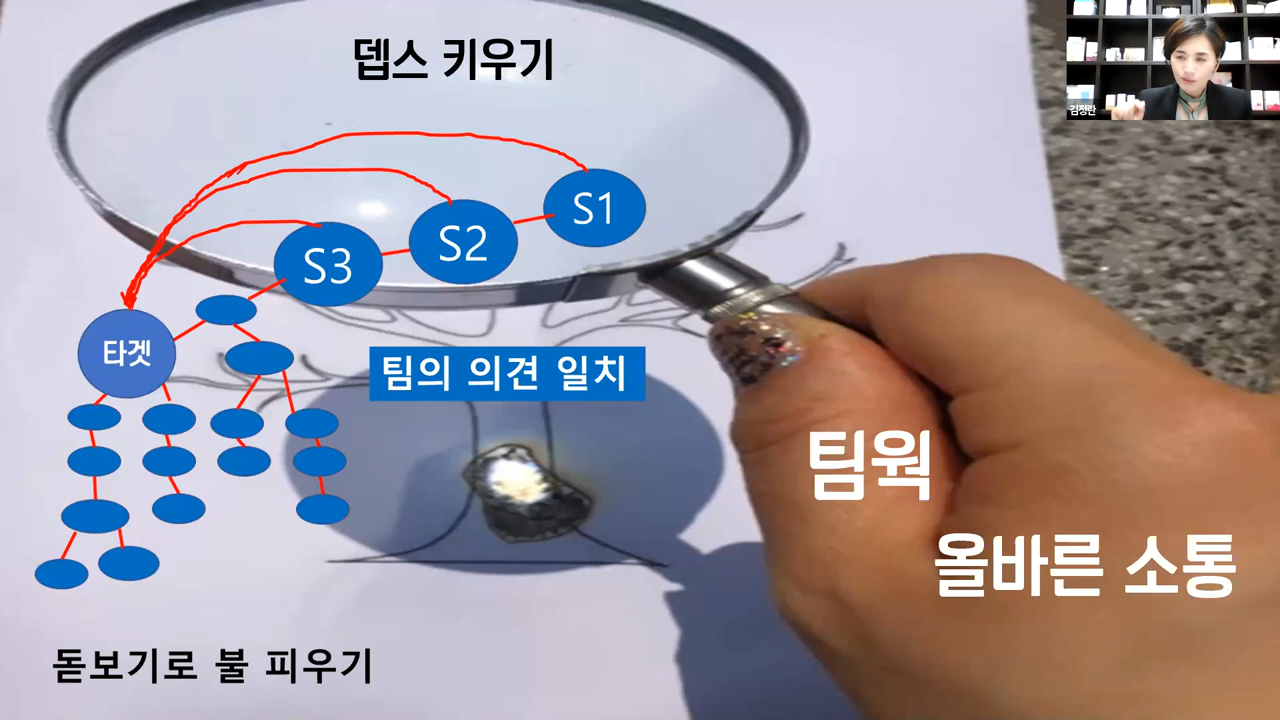 뎁스 키우기
김정란
S1
S2
S3
타겟
팀의 의견 일치
팀웍
올바른 소통
돋보기로 불 피우기